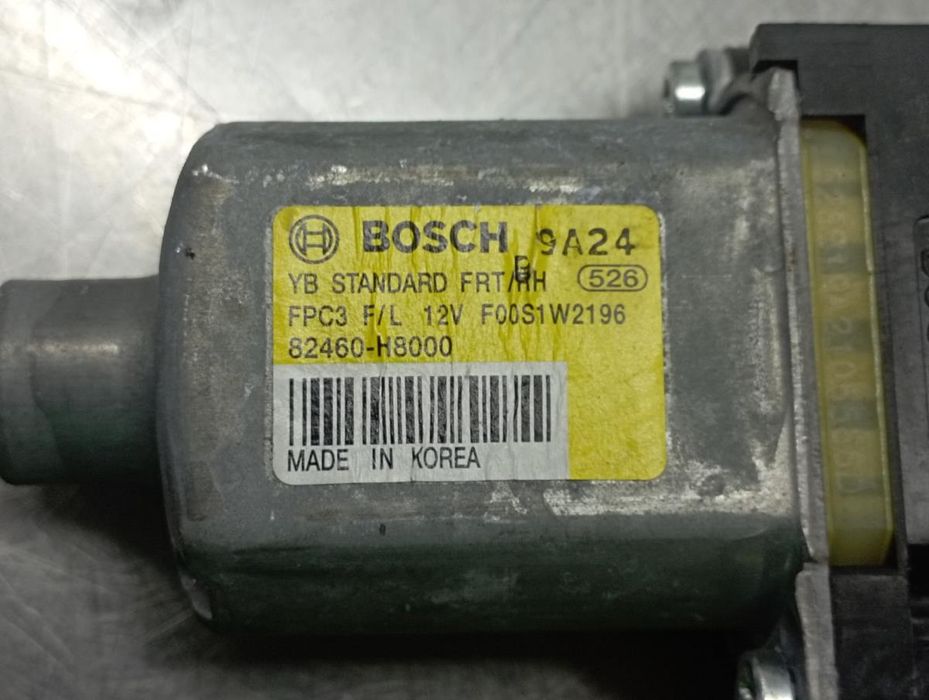 BOSCH 9A24
YB STANDARD FRT/RH 526
FPC3 F/L 12V F00S1W2196
82460-H8000
MADE IN KOREA